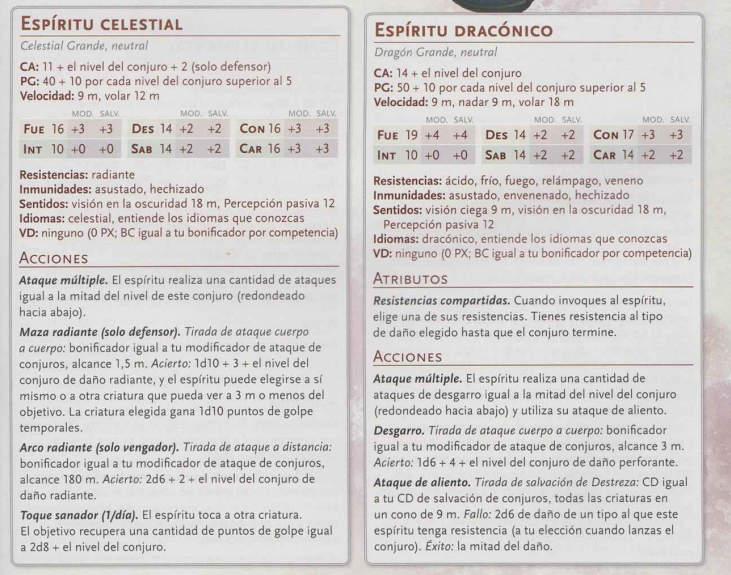 ESPÍRITU CELESTIAL
Celestial Grande, neutral
CA: 11 + el nivel del conjuro + 2 (solo defensor)
PG: 40 + 10 por cada nivel del conjuro superior al 5
Velocidad: 9 m, volar 12 m
MOD. SALV. MOD. SALV. MOD. SALV.
FUE 16 +3 +3 DES 14 +2 +2 CON 16 +3 +3
INT 10 +0 +0 SAB 14 +2 +2 CAR 16 +3 +3
Resistencias: radiante
Inmunidades: asustado, hechizado
Sentidos: visión en la oscuridad 18 m, Percepción pasiva 12
Idiomas: celestial, entiende los idiomas que conozcas
VD: ninguno (0 PX; BC igual a tu bonificador por competencia)
ACCIONES
Ataque múltiple. El espíritu realiza una cantidad de ataques
igual a la mitad del nivel de este conjuro (redondeado
hacia abajo).
Maza radiante (solo defensor). Tirada de ataque cuerpo
a cuerpo: bonificador igual a tu modificador de ataque de
conjuros, alcance 1,5 m. Acierto: 1d10 + 3 + el nivel del
conjuro de daño radiante, y el espíritu puede elegirse a sí
mismo o a otra criatura que pueda ver a 3 m o menos del
objetivo. La criatura elegida gana 1d10 puntos de golpe
temporales.
Arco radiante (solo vengador). Tirada de ataque a distancia:
bonificador igual a tu modificador de ataque de conjuros,
alcance 180 m. Acierto: 2d6 + 2 + el nivel del conjuro de
daño radiante.
Toque sanador (1/día). El espíritu toca a otra criatura.
El objetivo recupera una cantidad de puntos de golpe igual
a 2d8 + el nivel del conjuro.
ESPÍRITU DRACÓNICO
Dragón Grande, neutral
CA: 14 + el nivel del conjuro
PG: 50 + 10 por cada nivel del conjuro superior al 5
Velocidad: 9 m, nadar 9 m, volar 18 m
MOD. SALV. MOD. SALV. MOD. SALV.
FUE 19 +4 +4 DES 14 +2 +2 CON 17 +3 +3
INT 10 +0 +0 SAB 14 +2 +2 CAR 14 +2 +2
Resistencias: ácido, frío, fuego, relámpago, veneno
Inmunidades: asustado, envenenado, hechizado
Sentidos: visión ciega 9 m, visión en la oscuridad 18 m,
Percepción pasiva 12
Idiomas: dracónico, entiende los idiomas que conozcas
VD: ninguno (0 PX; BC igual a tu bonificador por competencia)
ATRIBUTOS
Resistencias compartidas. Cuando invoques al espíritu,
elige una de sus resistencias. Tienes resistencia al tipo
de daño elegido hasta que el conjuro termine.
ACCIONES
Ataque múltiple. El espíritu realiza una cantidad de
ataques de desgarro igual a la mitad del nivel del conjuro
(redondeado hacia abajo) y utiliza su ataque de aliento.
Desgarro. Tirada de ataque cuerpo a cuerpo: bonificador
igual a tu modificador de ataque de conjuros, alcance 3 m.
Acierto: 1d6 + 4 + el nivel del conjuro de daño perforante.
Ataque de aliento. Tirada de salvación de Destreza: CD igual
a tu CD de salvación de conjuros, todas las criaturas en
un cono de 9 m. Fallo: 2d6 de daño de un tipo al que este
espíritu tenga resistencia (a tu elección cuando lanzas el
conjuro). Éxito: la mitad del daño.